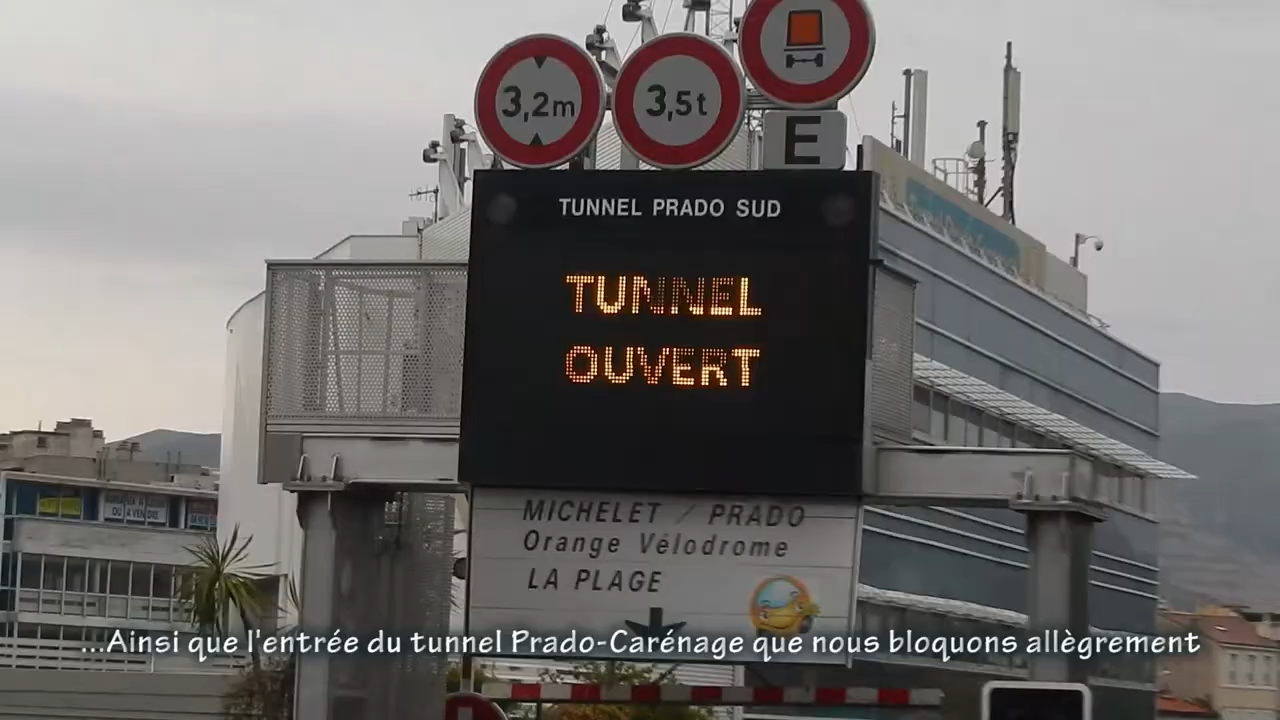 3,2m
3,5t
E
TUNNEL PRADO SUD
TUNNEL
OUVERT
MICHELET / PRADO
Orange Vélodrome
LA PLAGE
...Ainsi que l'entrée du tunnel Prado-Carénage que nous bloquons allègrement